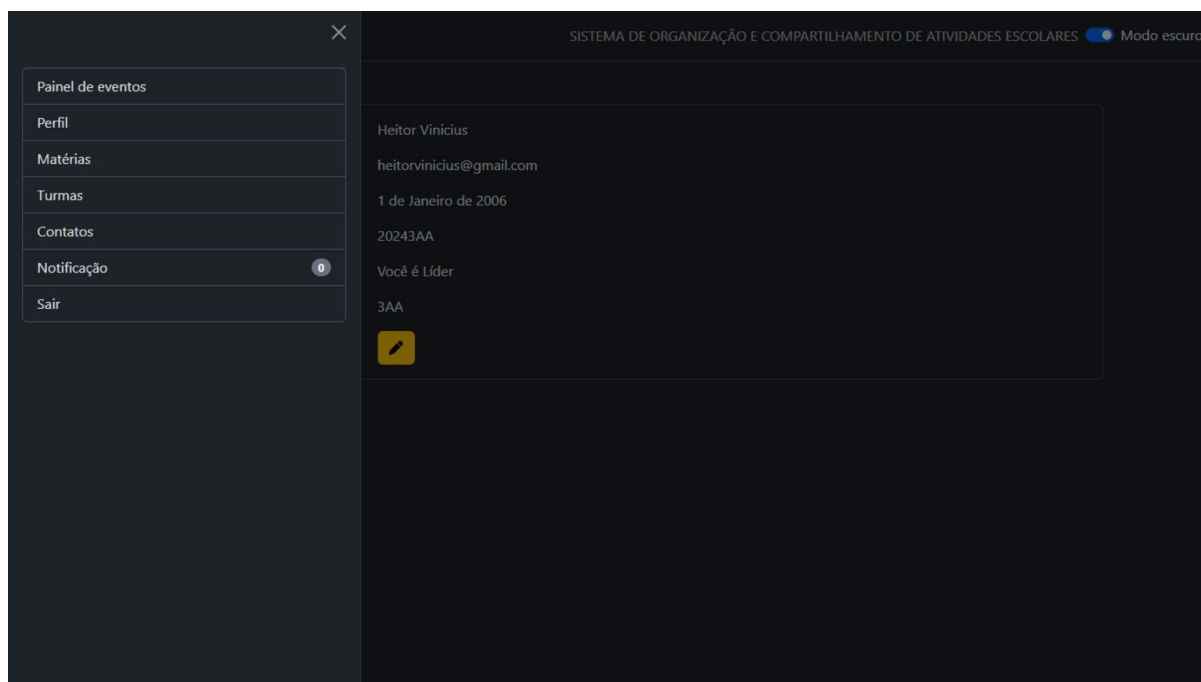 SISTEMA DE ORGANIZAÇÃO E COMPARTILHAMENTO DE ATIVIDADES ESCOLARES Modo escuro
Painel de eventos
Perfil
Matérias
Turmas
Contatos
Notificação 0
Sair
Heitor Vinicius
heitorvinicius@gmail.com
1 de Janeiro de 2006
20243AA
Você é Líder
3AA